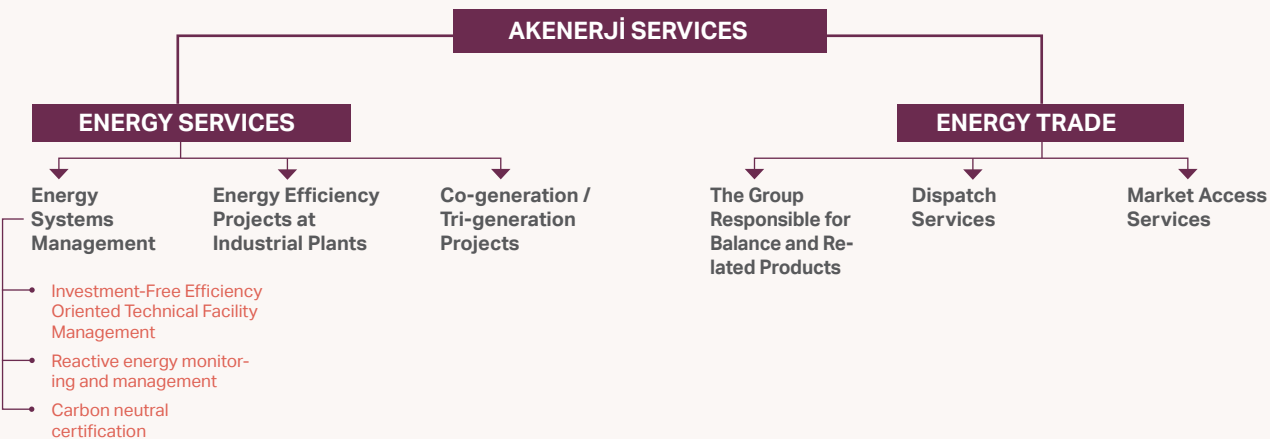 AKENERJİ SERVICES
ENERGY SERVICES
ENERGY TRADE
Energy
Systems
Management
Energy Efficiency
Projects at
Industrial Plants
Co-generation /
Tri-generation
Projects
The Group
Responsible for
Balance and Re-
lated Products
Dispatch
Services
Market Access
Services
Investment-Free Efficiency
Oriented Technical Facility
Management
Reactive energy monitor-
ing and management
Carbon neutral
certification